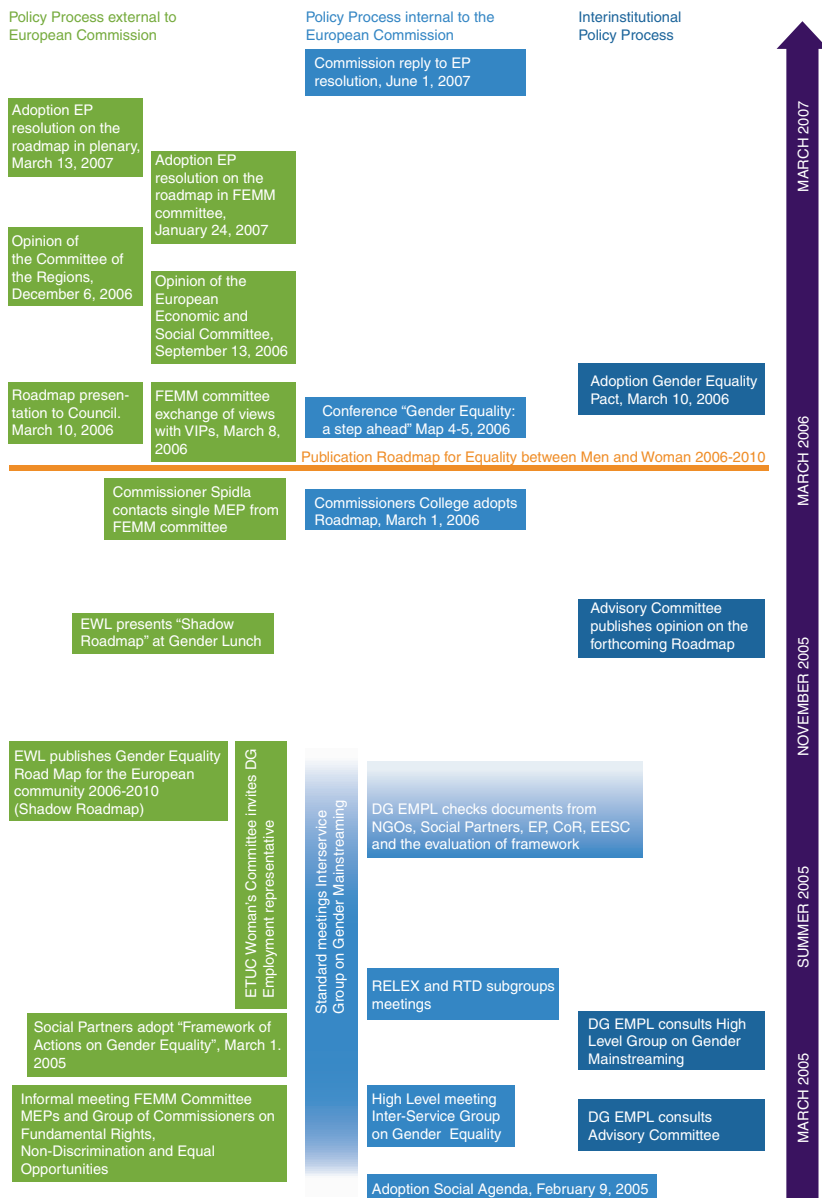 Policy Process external to
European Commission
Policy Process internal to the
European Commission
Interinstitutional
Policy Process
Commission reply to EP
resolution, June 1, 2007
Adoption EP
resolution on the
roadmap in plenary,
March 13, 2007
Adoption EP
resolution on the
roadmap in FEMM
committee,
January 24, 2007
MARCH 2007
Opinion of
the Committee of
the Regions,
December 6, 2006
Opinion of the
European
Economic and
Social Committee,
September 13, 2006
Adoption Gender Equality
Pact, March 10, 2006
Roadmap presen-
tation to Council.
March 10, 2006
FEMM committee
exchange of views
with VIPs, March 8,
2006
Conference “Gender Equality:
a step ahead” Map 4-5, 2006
MARCH 2006
Publication Roadmap for Equality between Men and Woman 2006-2010
Commissioner Spidla
contacts single MEP from
FEMM committee
Commissioners College adopts
Roadmap, March 1, 2006
EWL presents “Shadow
Roadmap” at Gender Lunch
Advisory Committee
publishes opinion on the
forthcoming Roadmap
NOVEMBER 2005
EWL publishes Gender Equality
Road Map for the European
community 2006-2010
(Shadow Roadmap)
ETUC Woman’s Committee invites DG
Employment representative
Standard meetings Interservice
Group on Gender Mainstreaming
DG EMPL checks documents from
NGOs, Social Partners, EP, CoR, EESC
and the evaluation of framework
SUMMER 2005
RELEX and RTD subgroups
meetings
Social Partners adopt “Framework of
Actions on Gender Equality”, March 1.
2005
DG EMPL consults High
Level Group on Gender
Mainstreaming
MARCH 2005
Informal meeting FEMM Committee
MEPs and Group of Commissioners on
Fundamental Rights,
Non-Discrimination and Equal
Opportunities
High Level meeting
Inter-Service Group
on Gender Equality
DG EMPL consults
Advisory Committee
Adoption Social Agenda, February 9, 2005